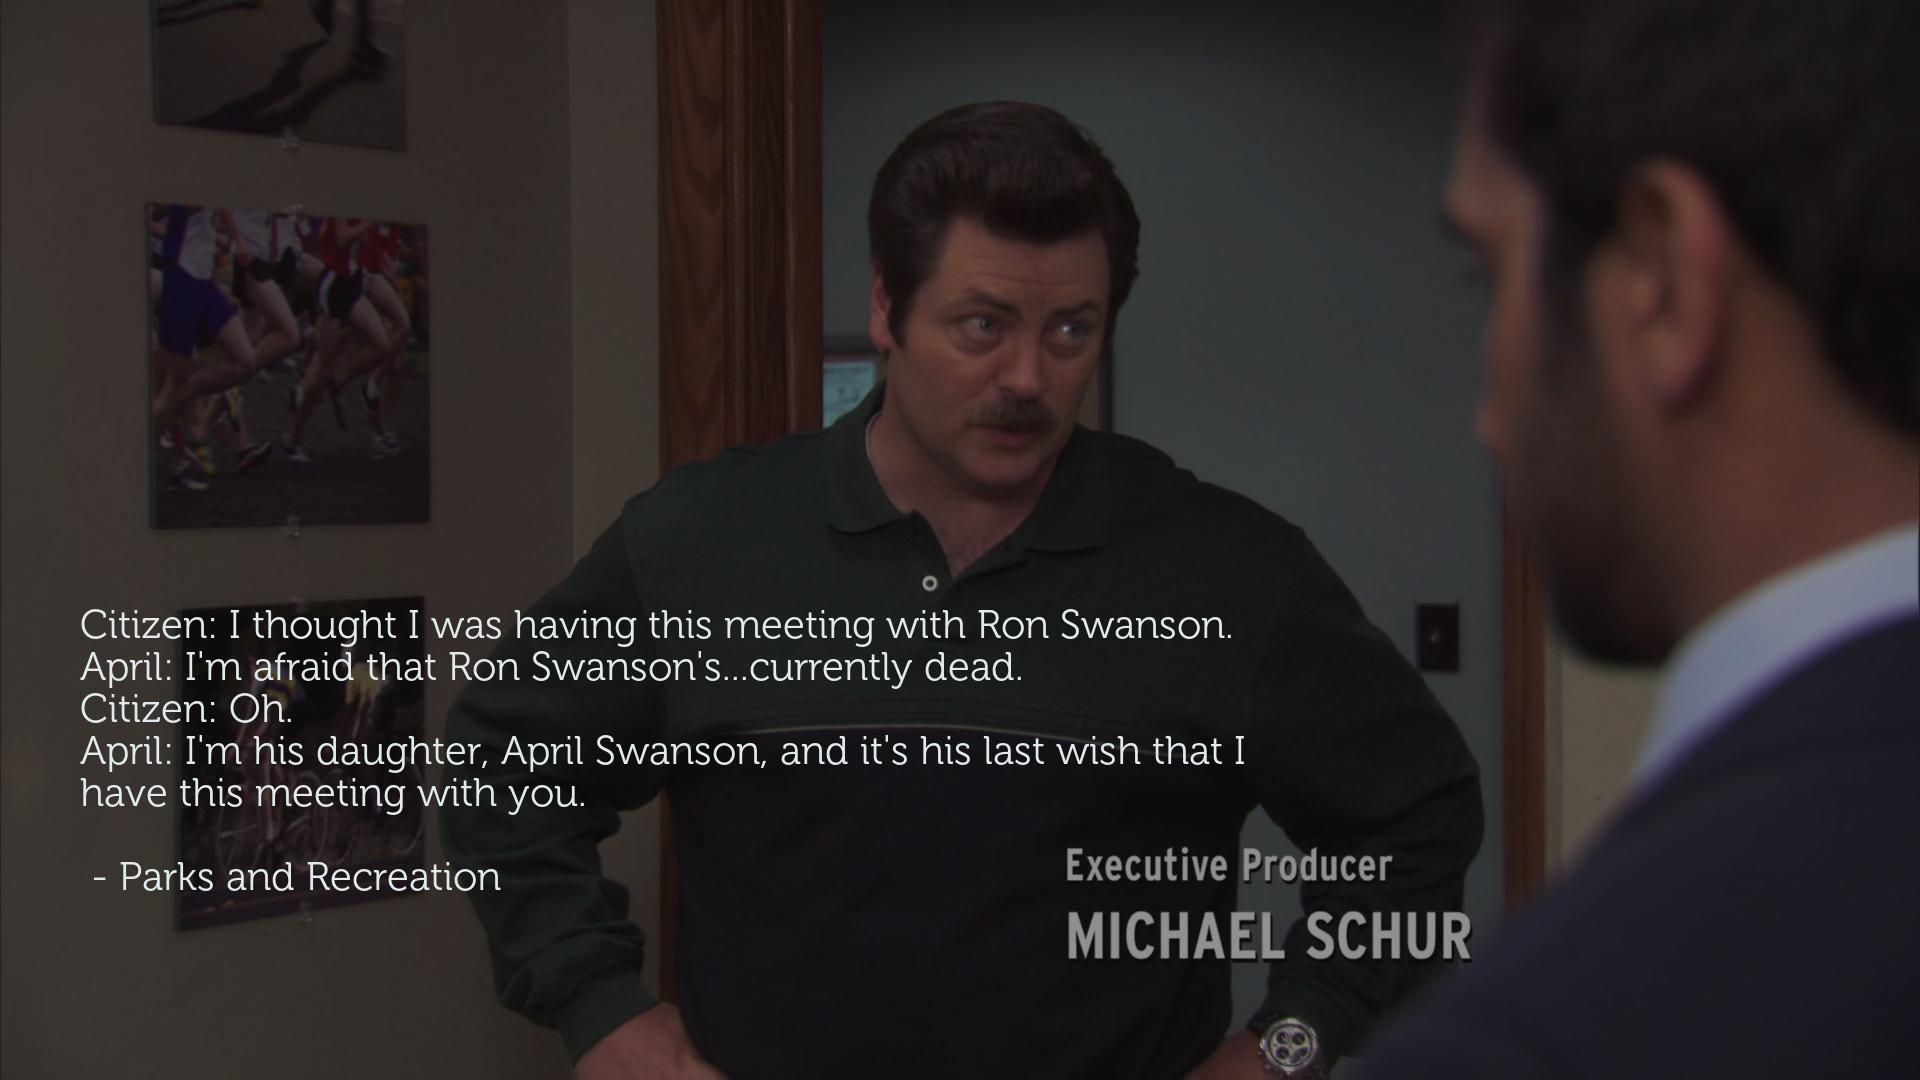 Citizen: I thought I was having this meeting with Ron Swanson.
April: I'm afraid that Ron Swanson's...currently dead.
Citizen: Oh.
April: I'm his daughter, April Swanson, and it's his last wish that I
have this meeting with you.
- Parks and Recreation
Executive Producer
MICHAEL SCHUR